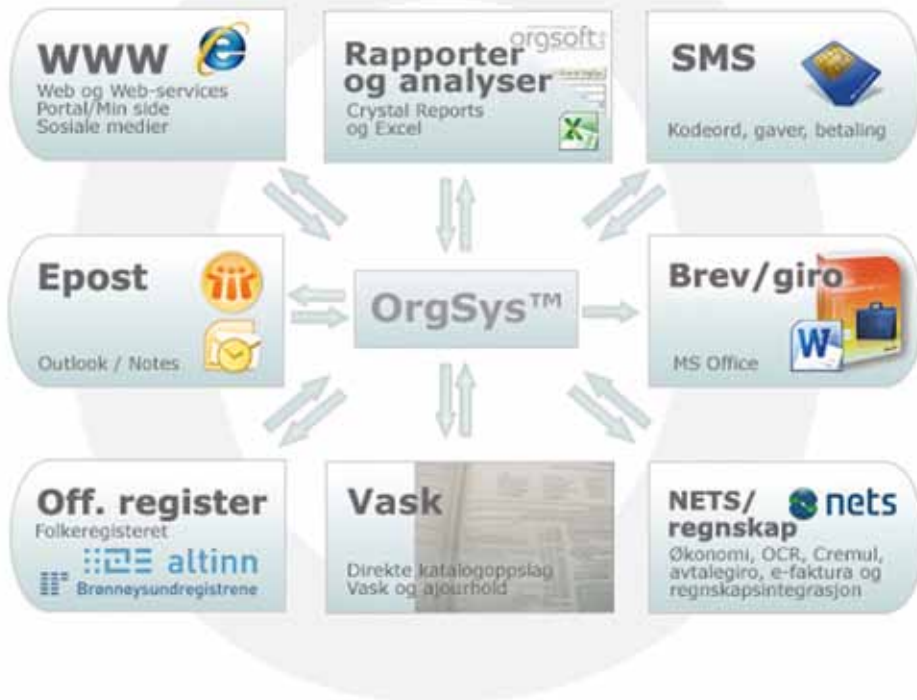 WWW
Web og Web-services
Portal/Min side
Sosiale medier
orgsoft
Rapporter
og analyser
Crystal Reports
og Excel
SMS
Kodeord, gaver, betaling
Epost
Outlook / Notes
OrgSys™
Brev/giro
MS Office
Off. register
Folkeregisteret
altinn
Brønnøysundregistrene
Vask
Direkte katalogoppslag
Vask og ajourhold
NETS/
regnskap
nets
Økonomi, OCR, Cremul,
avtalegiro, e-faktura og
regnskapsintegrasjon